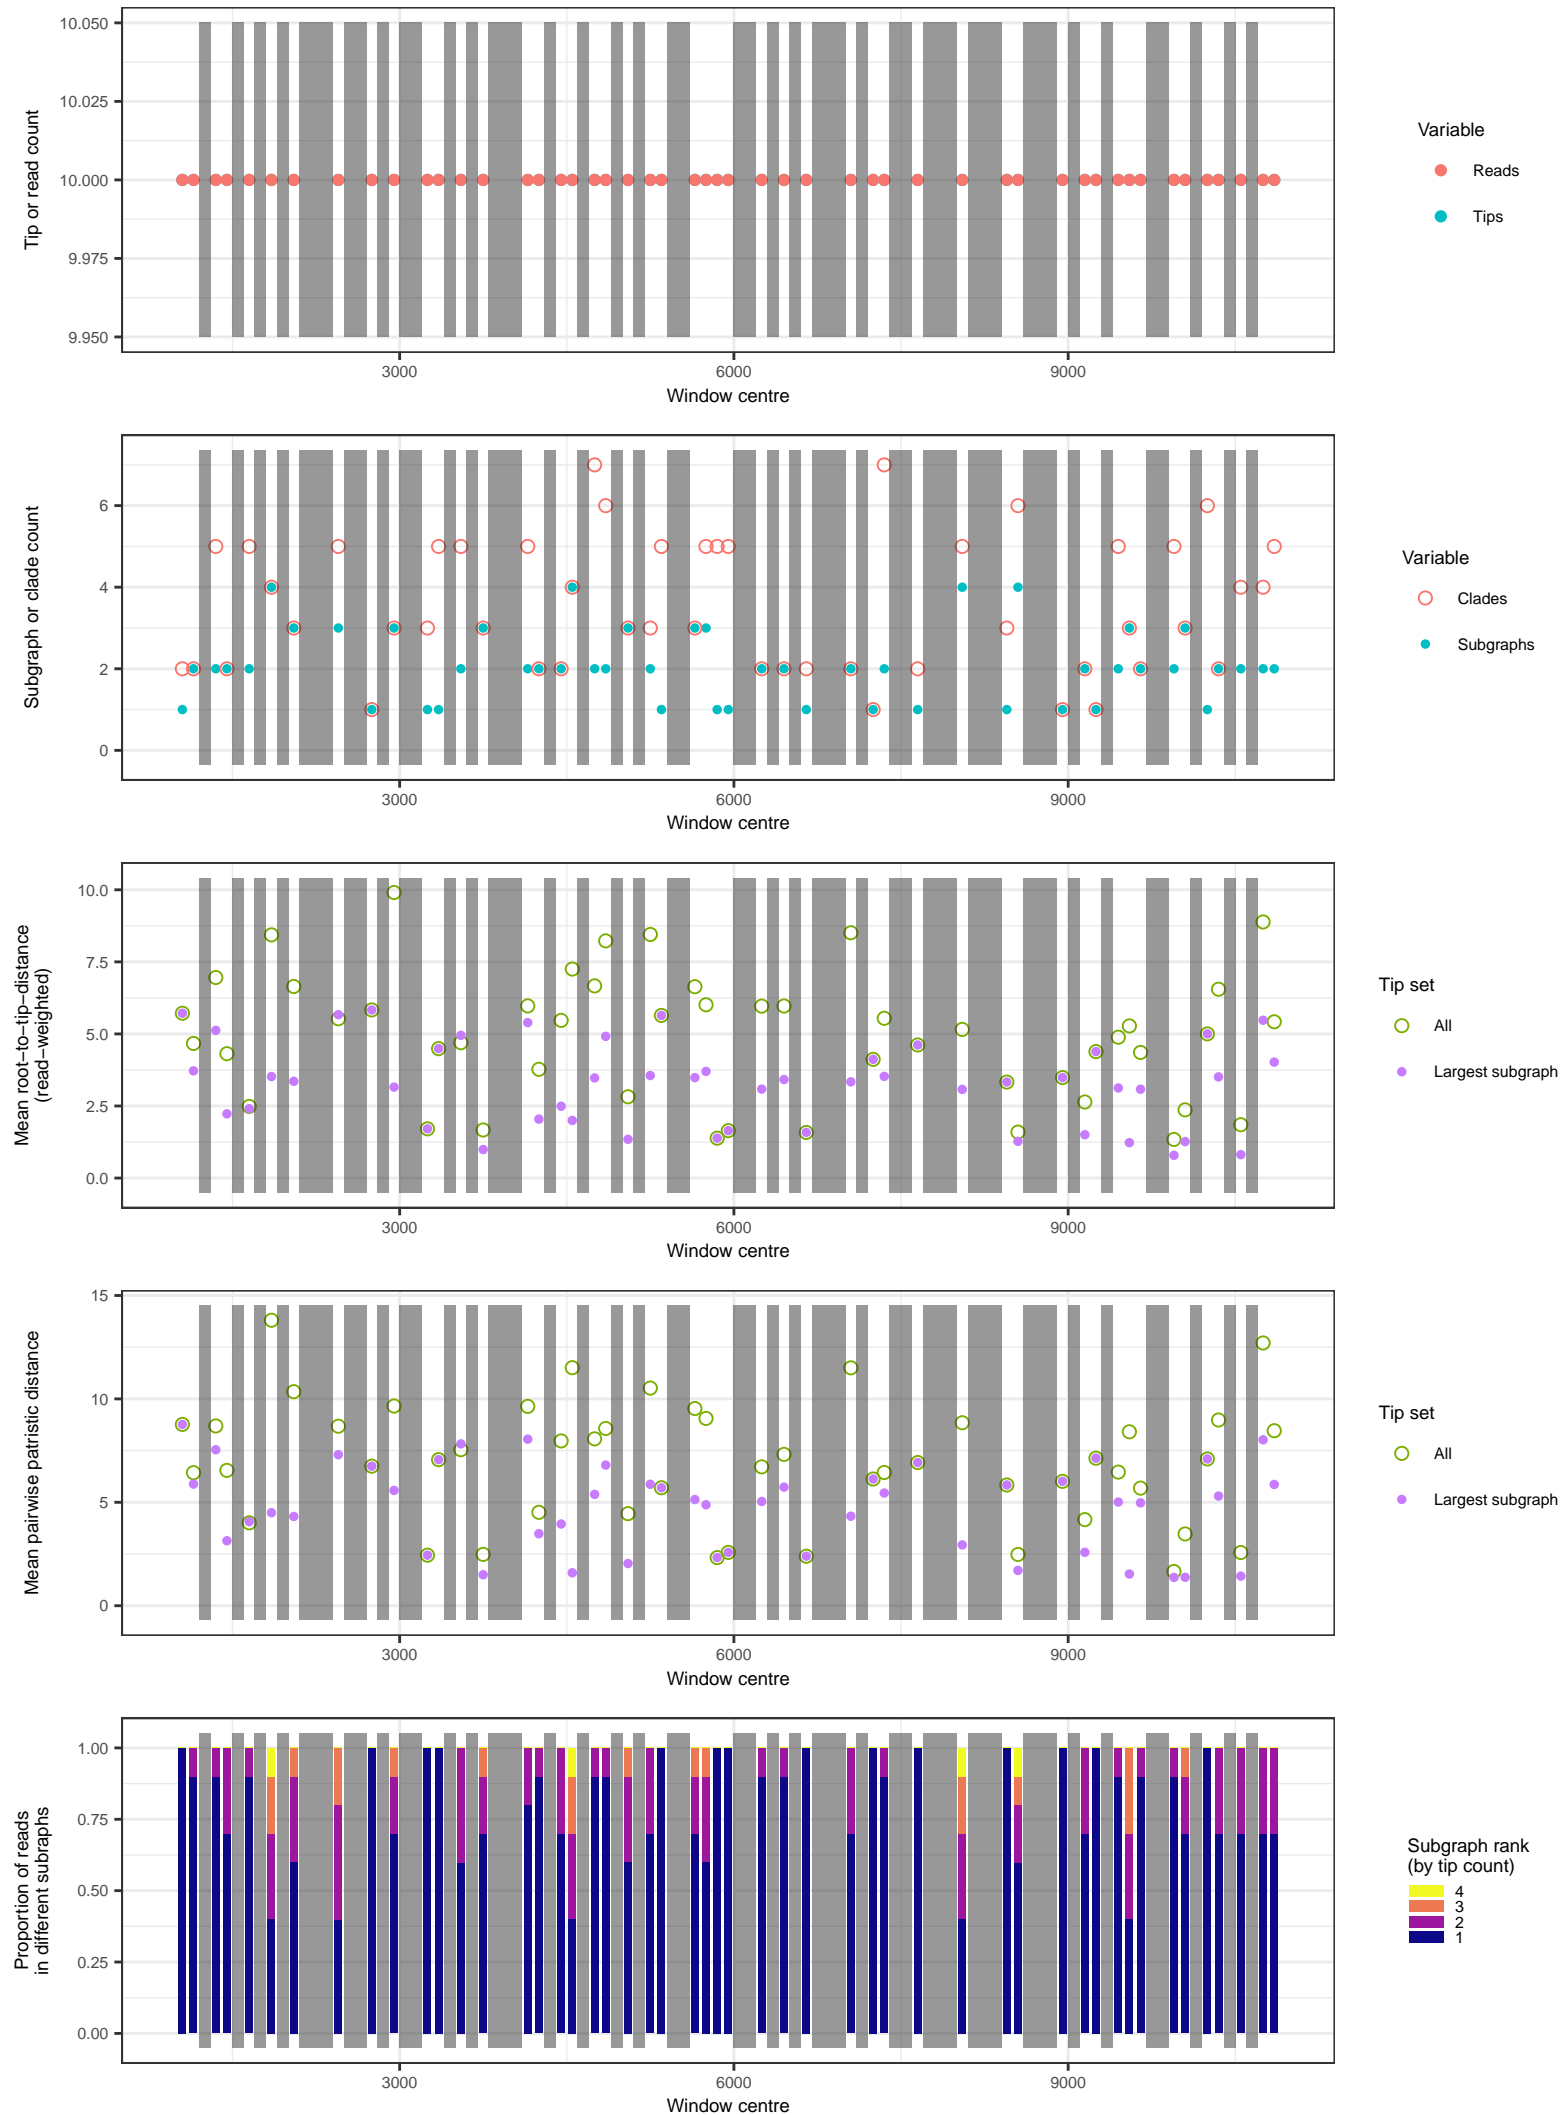 10.050
10.025
10.000
9.975
9.950
Tip or read count
3000
6000
9000
Window centre
Variable
Reads
Tips
6
4
2
0
Subgraph or clade count
3000
6000
9000
Window centre
Variable
Clades
Subgraphs
10.0
7.5
5.0
2.5
0.0
Mean root−to−tip−distance
(read−weighted)
3000
6000
9000
Window centre
Tip set
All
Largest subgraph
15
10
5
0
Mean pairwise patristic distance
3000
6000
9000
Window centre
Tip set
All
Largest subgraph
1.00
0.75
0.50
0.25
0.00
Proportion of reads
in different subraphs
3000
6000
9000
Window centre
Subgraph rank
(by tip count)
4
3
2
1